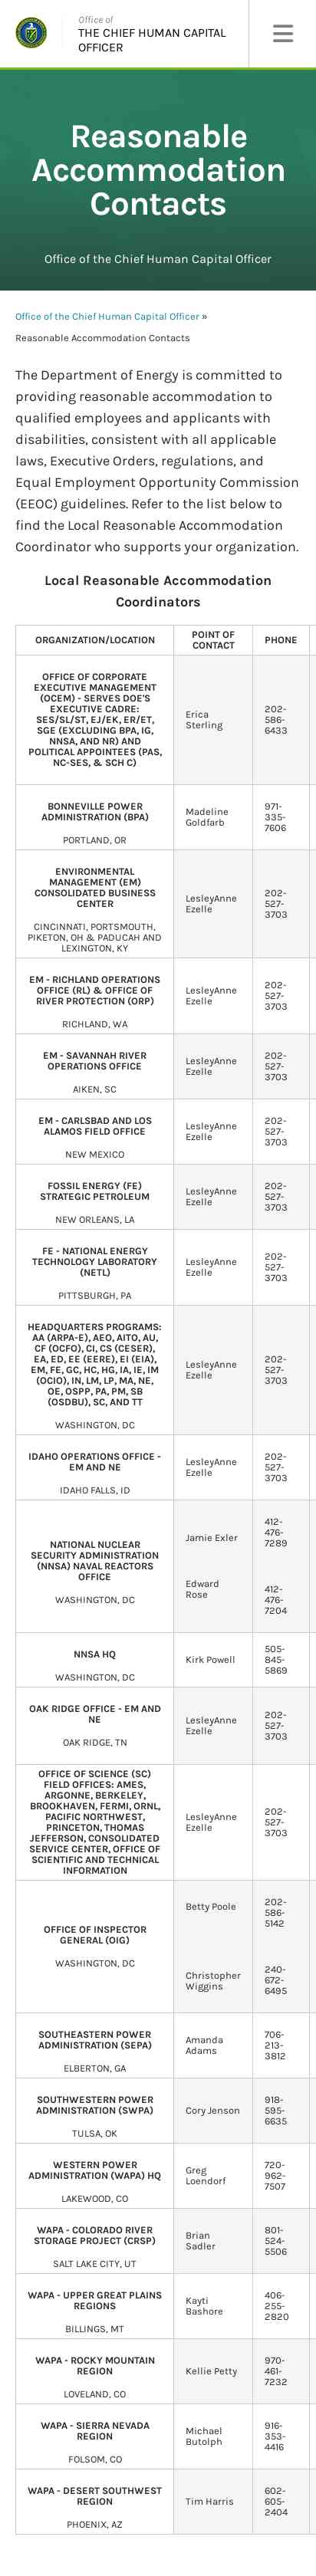 Office of
THE CHIEF HUMAN CAPITAL
OFFICER
Reasonable
Accommodation
Contacts
Office of the Chief Human Capital Officer
Office of the Chief Human Capital Officer »
Reasonable Accommodation Contacts
The Department of Energy is committed to
providing reasonable accommodation to
qualified employees and applicants with
disabilities, consistent with all applicable
laws, Executive Orders, regulations, and
Equal Employment Opportunity Commission
(EEOC) guidelines. Refer to the list below to
find the Local Reasonable Accommodation
Coordinator who supports your organization.
Local Reasonable Accommodation
Coordinators
ORGANIZATION/LOCATION
POINT OF
CONTACT
PHONE
OFFICE OF CORPORATE
EXECUTIVE MANAGEMENT
(OCEM) - SERVES DOE'S
EXECUTIVE CADRE:
SES/SL/ST, EJ/EK, ER/ET,
SGE (EXCLUDING BPA, IG,
NNSA, AND NR) AND
POLITICAL APPOINTEES (PAS,
NC-SES, & SCH C)
Erica
Sterling
202-
586-
6433
BONNEVILLE POWER
ADMINISTRATION (BPA)
PORTLAND, OR
Madeline
Goldfarb
971-
335-
7606
ENVIRONMENTAL
MANAGEMENT (EM)
CONSOLIDATED BUSINESS
CENTER
CINCINNATI, PORTSMOUTH,
PIKETON, OH & PADUCAH AND
LEXINGTON, KY
LesleyAnne
Ezelle
202-
527-
3703
EM - RICHLAND OPERATIONS
OFFICE (RL) & OFFICE OF
RIVER PROTECTION (ORP)
RICHLAND, WA
LesleyAnne
Ezelle
202-
527-
3703
EM - SAVANNAH RIVER
OPERATIONS OFFICE
AIKEN, SC
LesleyAnne
Ezelle
202-
527-
3703
EM - CARLSBAD AND LOS
ALAMOS FIELD OFFICE
NEW MEXICO
LesleyAnne
Ezelle
202-
527-
3703
FOSSIL ENERGY (FE)
STRATEGIC PETROLEUM
NEW ORLEANS, LA
LesleyAnne
Ezelle
202-
527-
3703
FE - NATIONAL ENERGY
TECHNOLOGY LABORATORY
(NETL)
PITTSBURGH, PA
LesleyAnne
Ezelle
202-
527-
3703
HEADQUARTERS PROGRAMS:
AA (ARPA-E), AEO, AITO, AU,
CF (OCFO), CI, CS (CESER),
EA, ED, EE (EERE), EI (EIA),
EM, FE, GC, HC, HG, IA, IE, IM
(OCIO), IN, LM, LP, MA, NE,
OE, OSPP, PA, PM, SB
(OSDBU), SC, AND TT
WASHINGTON, DC
LesleyAnne
Ezelle
202-
527-
3703
IDAHO OPERATIONS OFFICE -
EM AND NE
IDAHO FALLS, ID
LesleyAnne
Ezelle
202-
527-
3703
NATIONAL NUCLEAR
SECURITY ADMINISTRATION
(NNSA) NAVAL REACTORS
OFFICE
WASHINGTON, DC
Jamie Exler
Edward
Rose
412-
476-
7289
412-
476-
7204
NNSA HQ
WASHINGTON, DC
Kirk Powell
505-
845-
5869
OAK RIDGE OFFICE - EM AND
NE
OAK RIDGE, TN
LesleyAnne
Ezelle
202-
527-
3703
OFFICE OF SCIENCE (SC)
FIELD OFFICES: AMES,
ARGONNE, BERKELEY,
BROOKHAVEN, FERMI, ORNL,
PACIFIC NORTHWEST,
PRINCETON, THOMAS
JEFFERSON, CONSOLIDATED
SERVICE CENTER, OFFICE OF
SCIENTIFIC AND TECHNICAL
INFORMATION
LesleyAnne
Ezelle
202-
527-
3703
OFFICE OF INSPECTOR
GENERAL (OIG)
WASHINGTON, DC
Betty Poole
Christopher
Wiggins
202-
586-
5142
240-
672-
6495
SOUTHEASTERN POWER
ADMINISTRATION (SEPA)
ELBERTON, GA
Amanda
Adams
706-
213-
3812
SOUTHWESTERN POWER
ADMINISTRATION (SWPA)
TULSA, OK
Cory Jenson
918-
595-
6635
WESTERN POWER
ADMINISTRATION (WAPA) HQ
LAKEWOOD, CO
Greg
Loendorf
720-
962-
7507
WAPA - COLORADO RIVER
STORAGE PROJECT (CRSP)
SALT LAKE CITY, UT
Brian
Sadler
801-
524-
5506
WAPA - UPPER GREAT PLAINS
REGIONS
BILLINGS, MT
Kayti
Bashore
406-
255-
2820
WAPA - ROCKY MOUNTAIN
REGION
LOVELAND, CO
Kellie Petty
970-
461-
7232
WAPA - SIERRA NEVADA
REGION
FOLSOM, CO
Michael
Butolph
916-
353-
4416
WAPA - DESERT SOUTHWEST
REGION
PHOENIX, AZ
Tim Harris
602-
605-
2404